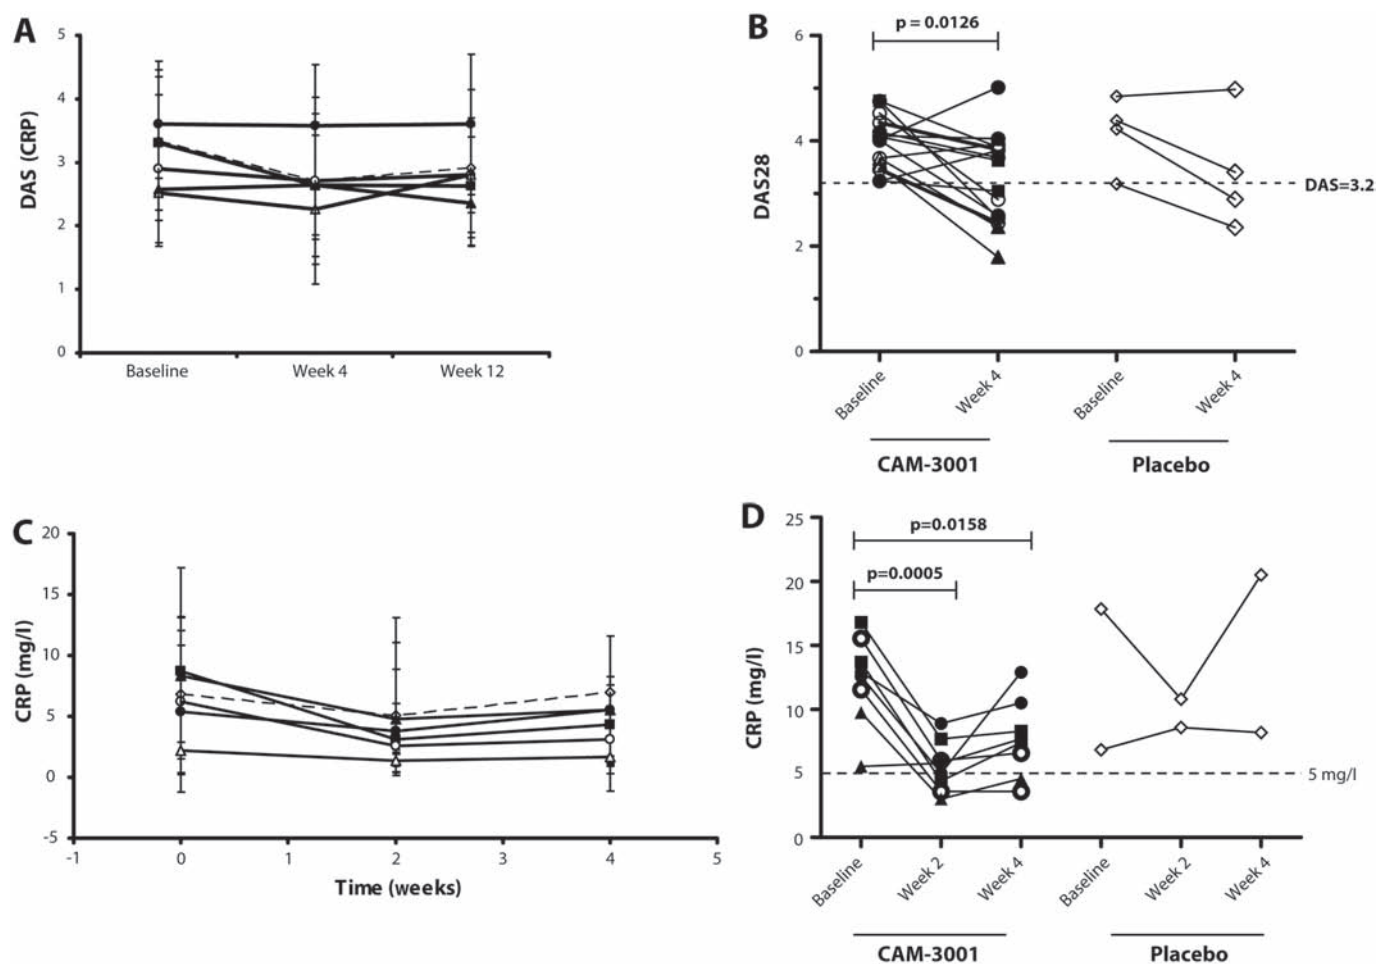 A
5
4
3
2
1
0
DAS (CRP)
Baseline
Week 4
Week 12
B
p = 0.0126
6
4
2
0
DAS28
DAS=3.2
Baseline
Week 4
Baseline
Week 4
CAM-3001
Placebo
C
20
15
10
5
0
-5
CRP (mg/l)
-1
0
1
2
3
4
5
Time (weeks)
D
p=0.0158
p=0.0005
25
20
15
10
5
0
CRP (mg/l)
5 mg/l
Baseline
Week 2
Week 4
Baseline
Week 2
Week 4
CAM-3001
Placebo